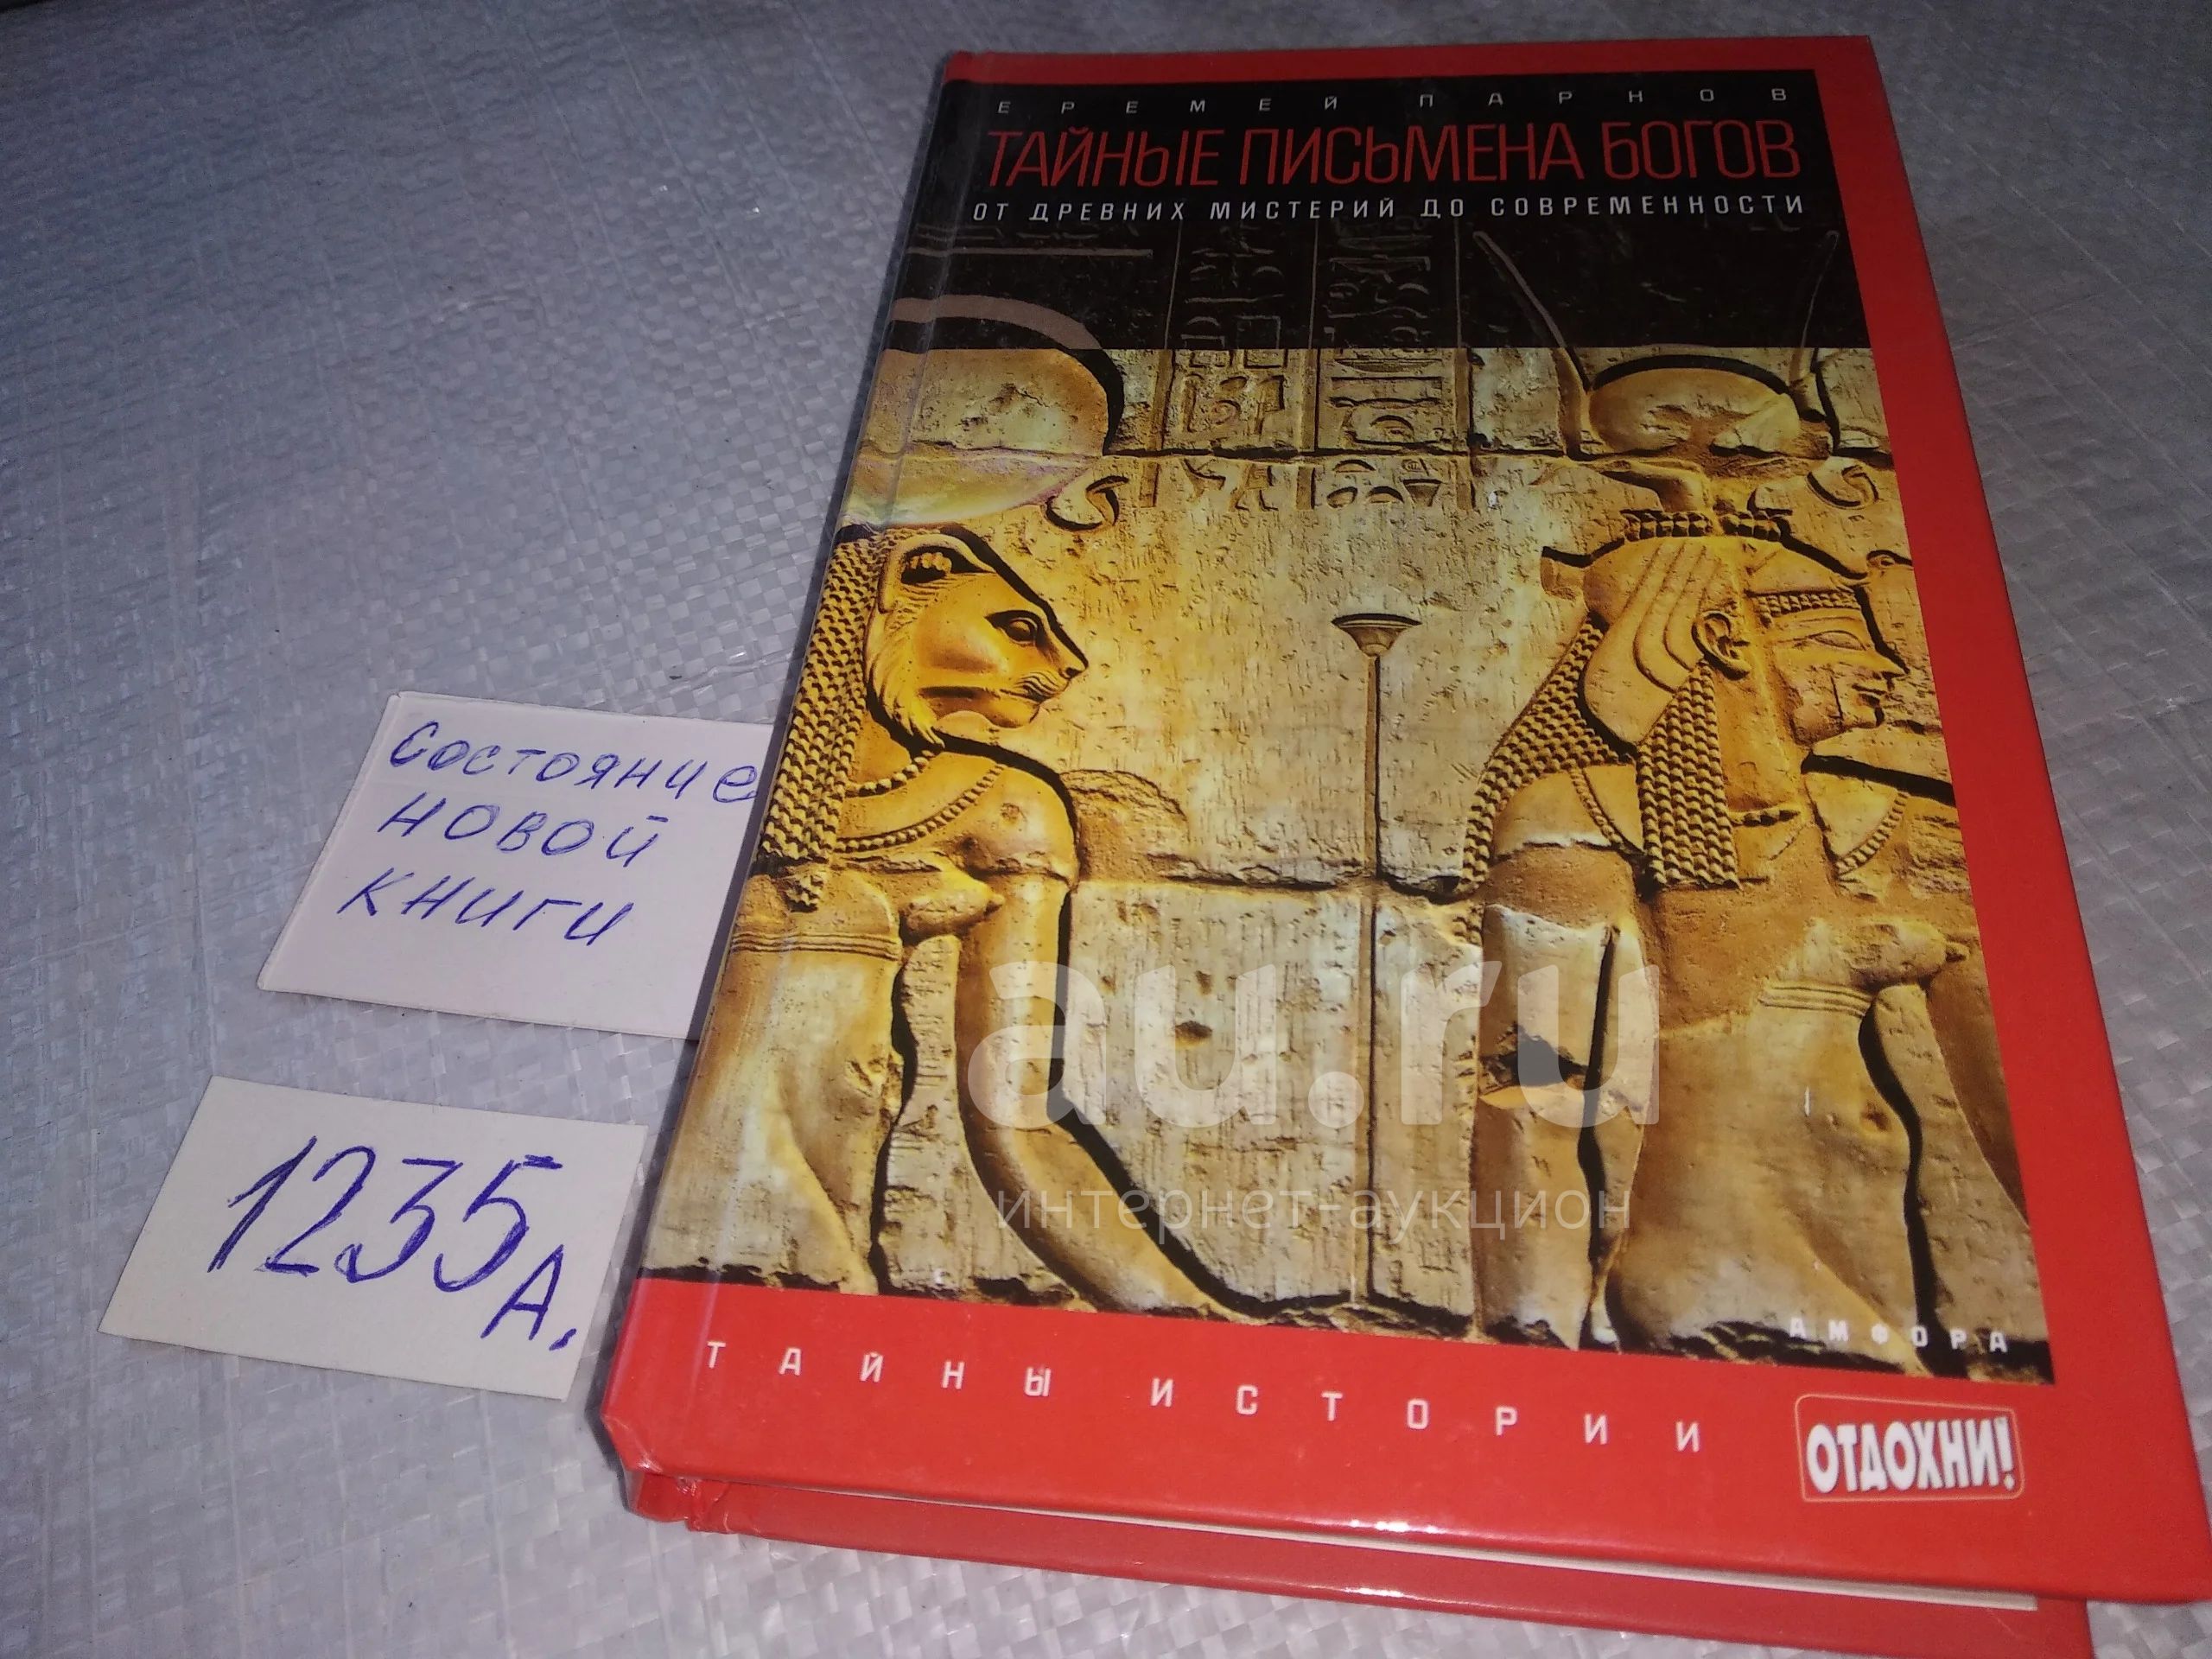 ЕРЕМЕЙ ПАРНОВ
ТАЙНЫЕ ПИСЬМЕНА БОГОВ
ОТ ДРЕВНИХ МИСТЕРИЙ ДО СОВРЕМЕННОСТИ
Состояние
новой
книги
1235А.
au.ru
интернет-аукцион
АМФОРА
ТАЙНЫ ИСТОРИИ
ОТДОХНИ!